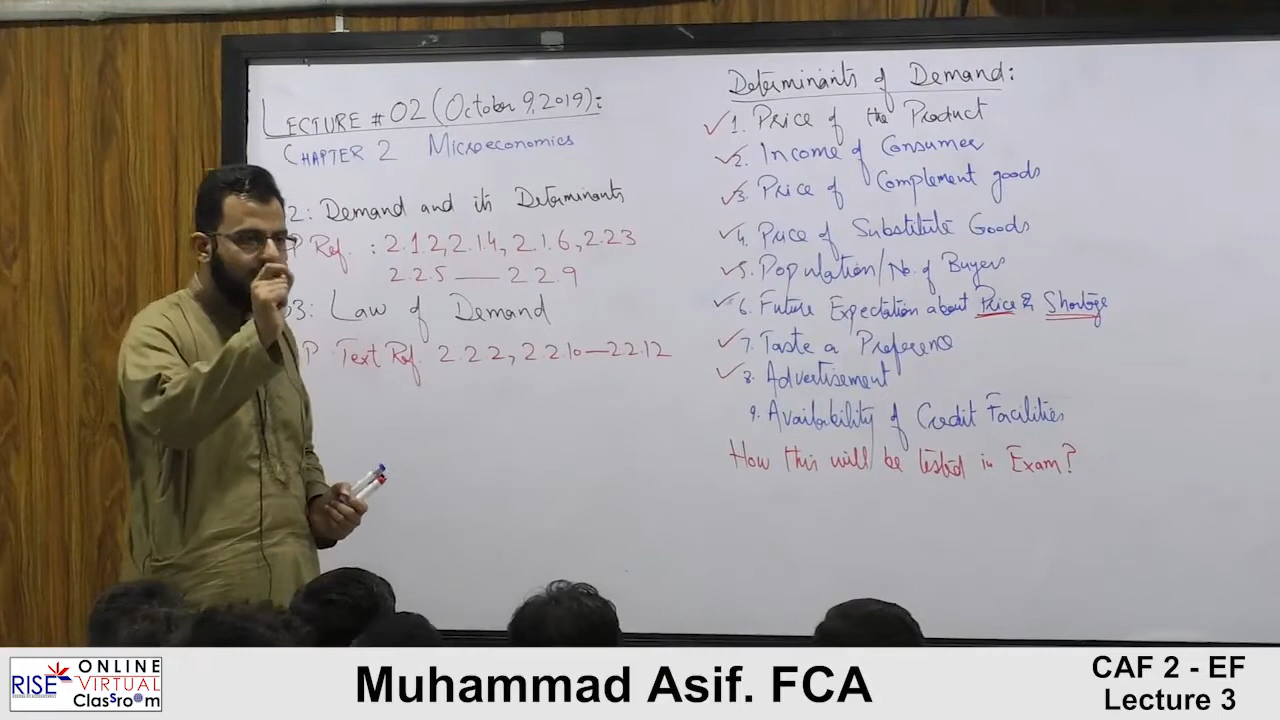 LECTURE # 02 (October 9, 2019):
CHAPTER 2 Microeconomics
2: Demand and its Determinants
P Ref. : 2.1.2, 2.14, 2.1.6, 2.23
2.2.5 — 2.2.9
03: Law of Demand
P Text Ref. 2.2.2, 2.2.10—2.2.12
Determinants of Demand:
✓1. Price of the Product
✓2. Income of Consumer
✓3. Price of Complement goods
✓4. Price of Substitute Goods
✓5. Population/No. of Buyers
✓6. Future Expectation about Price & Shortage
✓7. Taste a Preference
✓8. Advertisement
9. Availability of Credit Facilities
How this will be tested in Exam?
RISE
ONLINE
VIRTUAL
Classroom
Muhammad Asif. FCA
CAF 2 - EF
Lecture 3